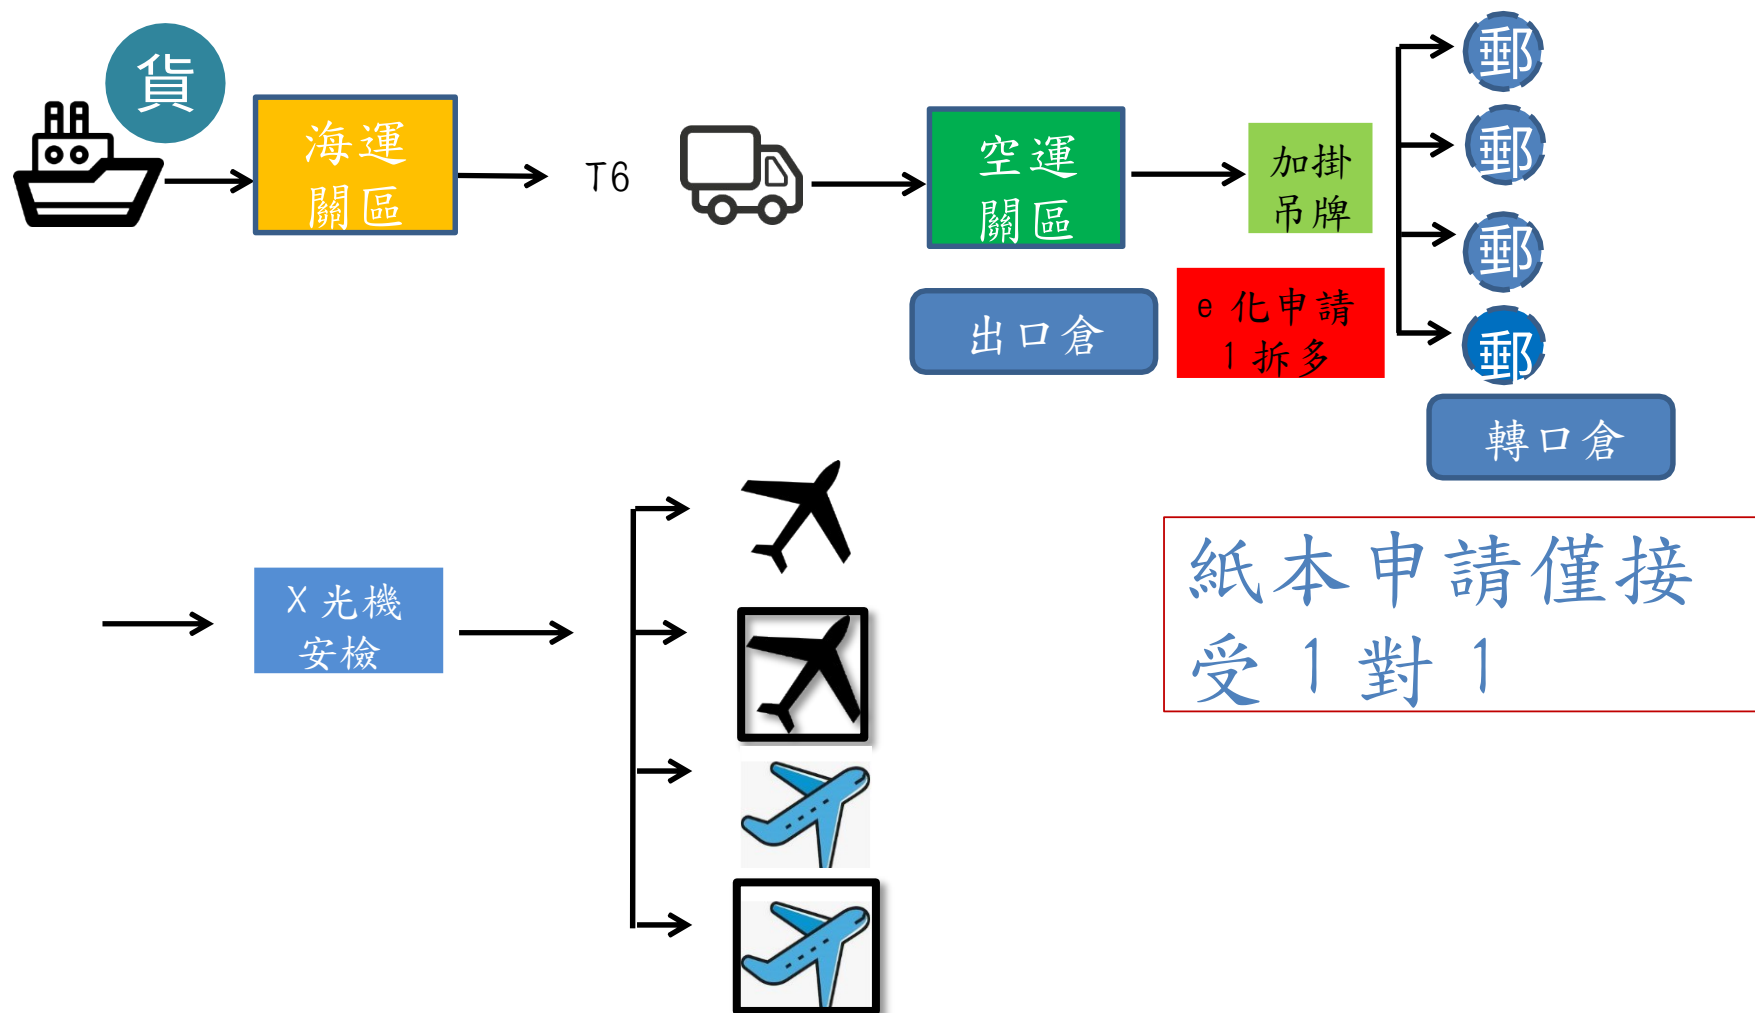 貨
海運
關區
T6
空運
關區
加掛
吊牌
郵
郵
郵
郵
出口倉
e 化申請
1 拆多
轉口倉
X 光機
安檢
紙本申請僅接
受 1 對 1